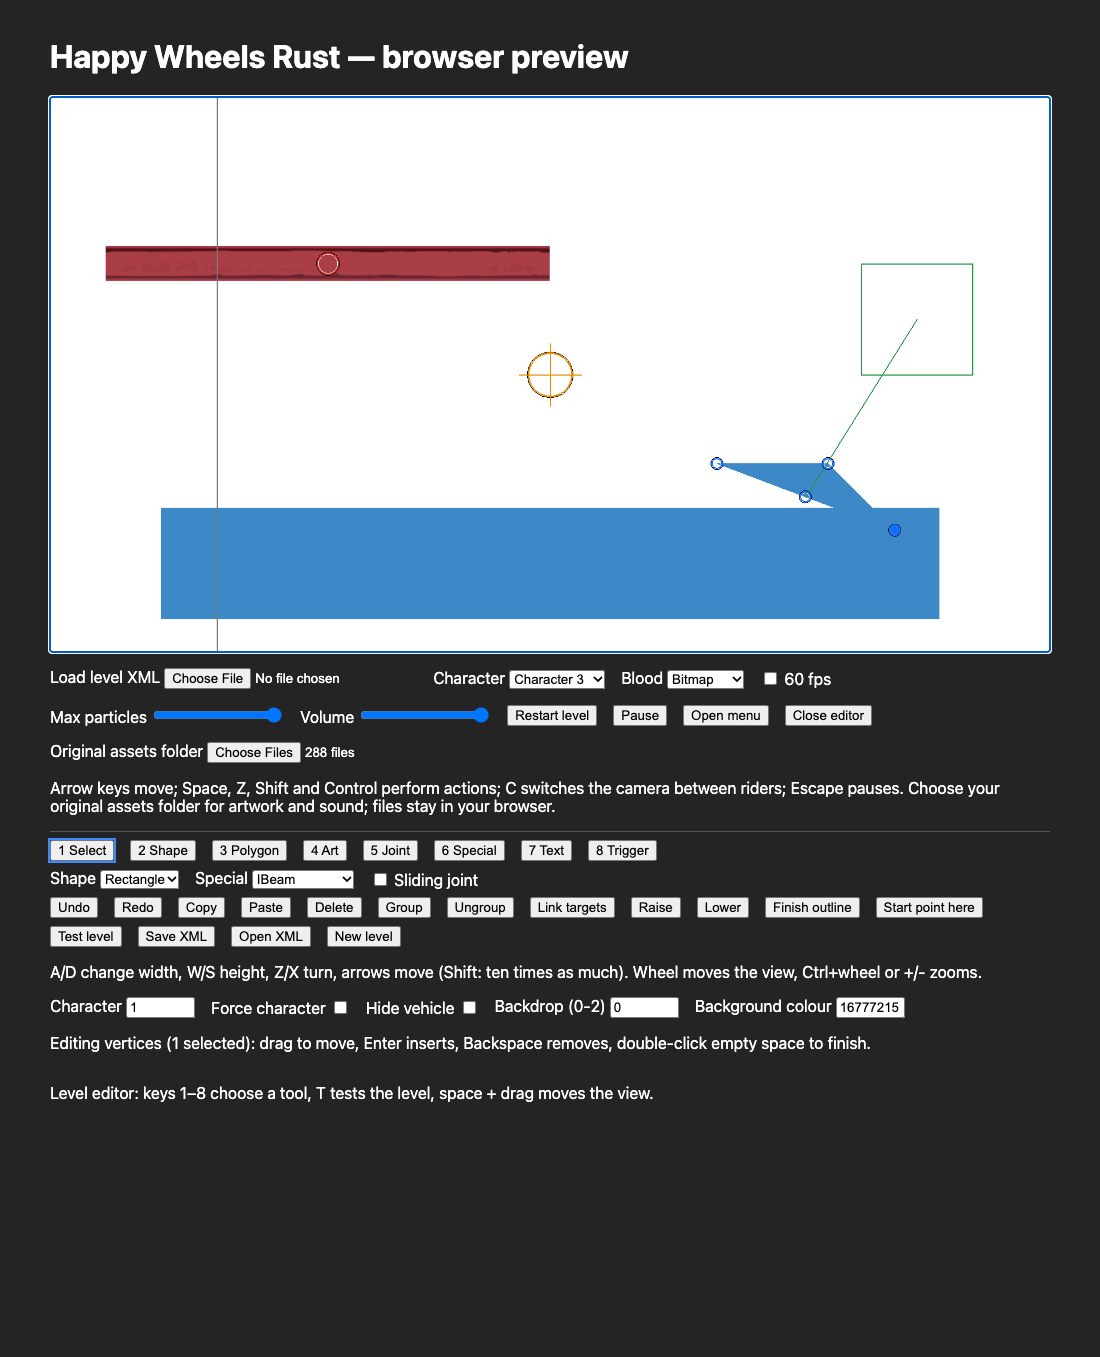 Happy Wheels Rust — browser preview
Load level XML Choose File No file chosen Character Character 3 Blood Bitmap 60 fps
Max particles Volume Restart level Pause Open menu Close editor
Original assets folder Choose Files 288 files
Arrow keys move; Space, Z, Shift and Control perform actions; C switches the camera between riders; Escape pauses. Choose your
original assets folder for artwork and sound; files stay in your browser.
1 Select 2 Shape 3 Polygon 4 Art 5 Joint 6 Special 7 Text 8 Trigger
Shape Rectangle Special IBeam Sliding joint
Undo Redo Copy Paste Delete Group Ungroup Link targets Raise Lower Finish outline Start point here
Test level Save XML Open XML New level
A/D change width, W/S height, Z/X turn, arrows move (Shift: ten times as much). Wheel moves the view, Ctrl+wheel or +/- zooms.
Character 1 Force character Hide vehicle Backdrop (0-2) 0 Background colour 16777215
Editing vertices (1 selected): drag to move, Enter inserts, Backspace removes, double-click empty space to finish.
Level editor: keys 1–8 choose a tool, T tests the level, space + drag moves the view.